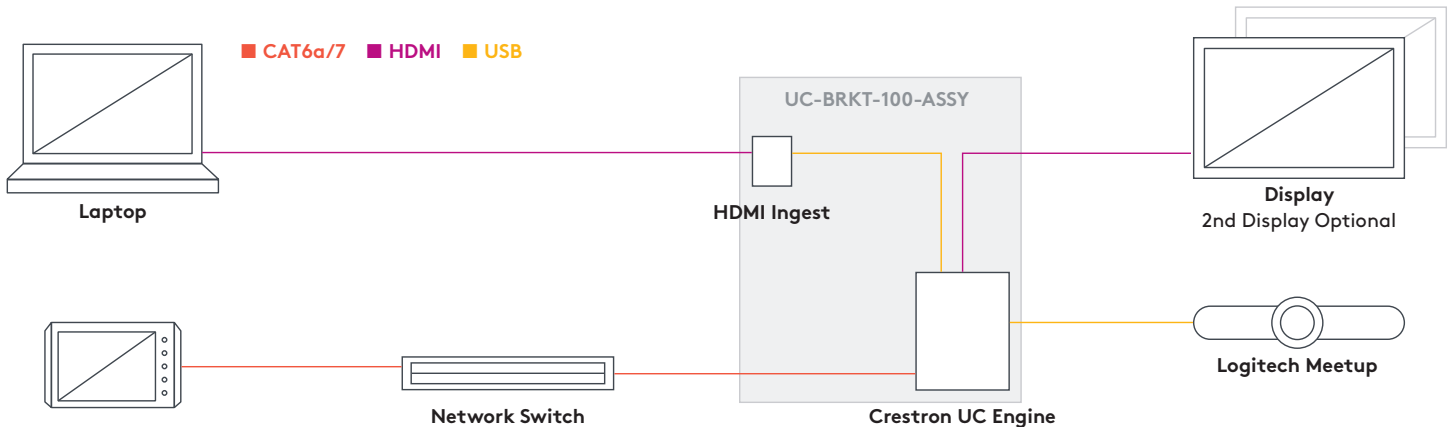 CAT6a/7 HDMI USB
UC-BRKT-100-ASSY
Laptop
HDMI Ingest
Display
2nd Display Optional
Logitech Meetup
Network Switch
Crestron UC Engine